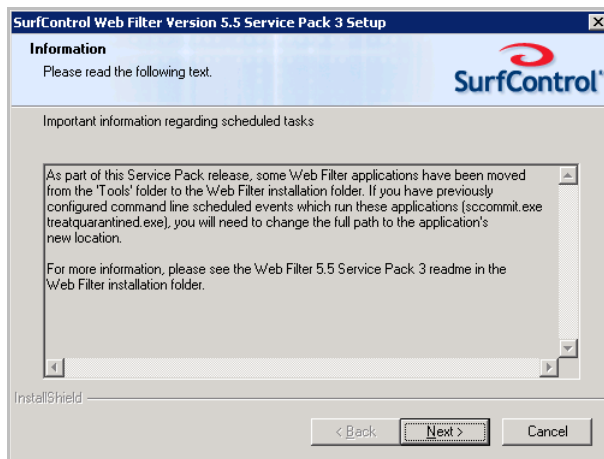 SurfControl Web Filter Version 5.5 Service Pack 3 Setup
Information
Please read the following text.
SurfControl
Important information regarding scheduled tasks
As part of this Service Pack release, some Web Filter applications have been moved
from the 'Tools' folder to the Web Filter installation folder. If you have previously
configured command line scheduled events which run these applications (sccommit.exe
treatquarantined.exe), you will need to change the full path to the application's
new location.
For more information, please see the Web Filter 5.5 Service Pack 3 readme in the
Web Filter installation folder.
InstallShield
< Back
Next >
Cancel